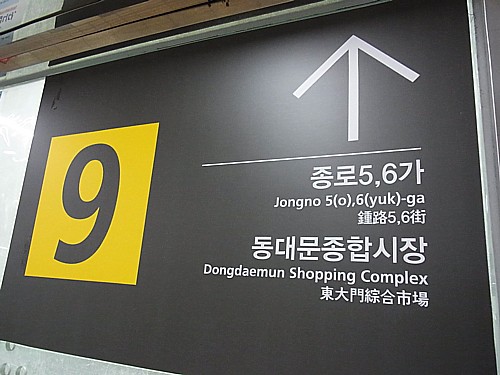 9
종로5,6가
Jongno 5(o),6(yuk)-ga
鍾路5,6街
동대문종합시장
Dongdaemun Shopping Complex
東大門綜合市場